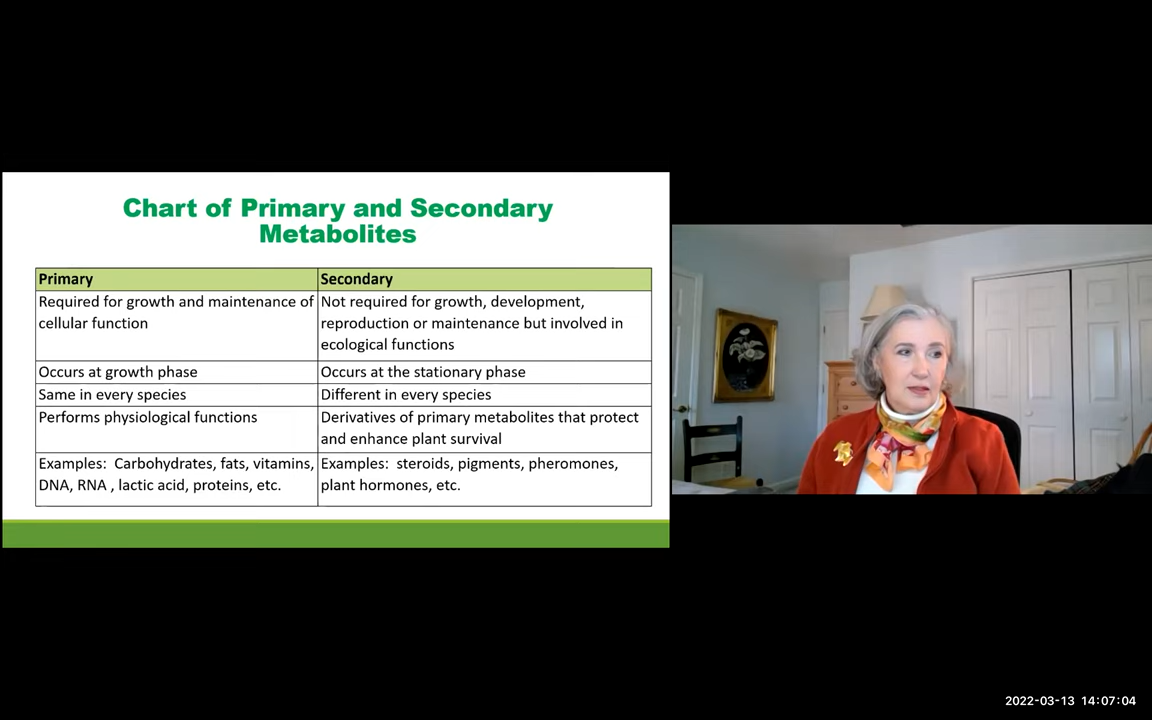 Chart of Primary and Secondary
Metabolites
Primary
Secondary
Required for growth and maintenance of
cellular function
Not required for growth, development,
reproduction or maintenance but involved in
ecological functions
Occurs at growth phase
Occurs at the stationary phase
Same in every species
Different in every species
Performs physiological functions
Derivatives of primary metabolites that protect
and enhance plant survival
Examples:  Carbohydrates, fats, vitamins,
DNA, RNA , lactic acid, proteins, etc.
Examples:  steroids, pigments, pheromones,
plant hormones, etc.
2022-03-13 14:07:04